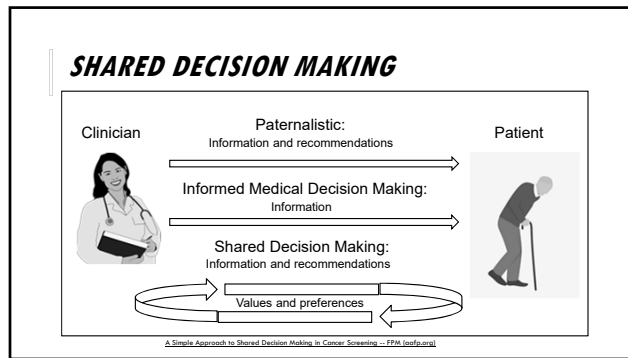 SHARED DECISION MAKING
Clinician
Paternalistic:
Information and recommendations
Patient
Informed Medical Decision Making:
Information
Shared Decision Making:
Information and recommendations
Values and preferences
A Simple Approach to Shared Decision Making in Cancer Screening -- FPM (aafp.org)